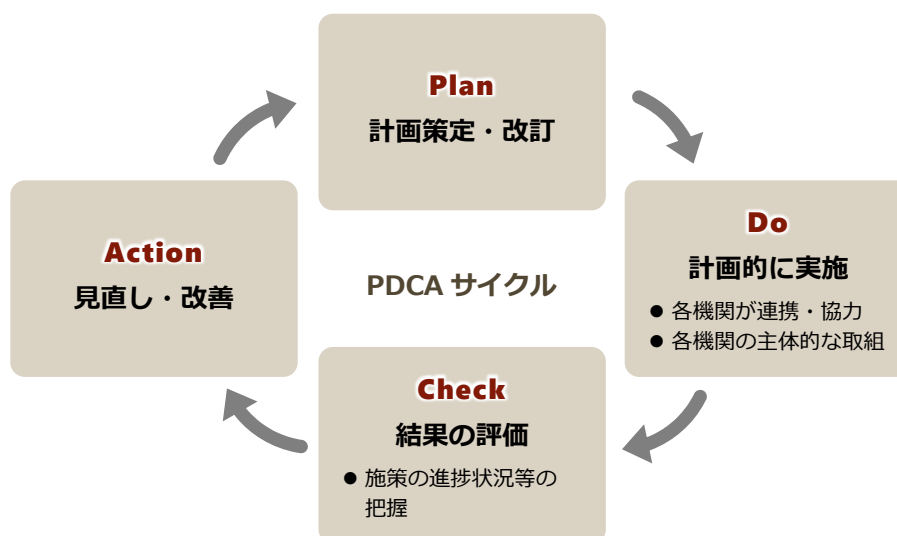 Plan
計画策定・改訂
Do
計画的に実施
● 各機関が連携・協力
● 各機関の主体的な取組
Action
見直し・改善
PDCA サイクル
Check
結果の評価
● 施策の進捗状況等の
把握